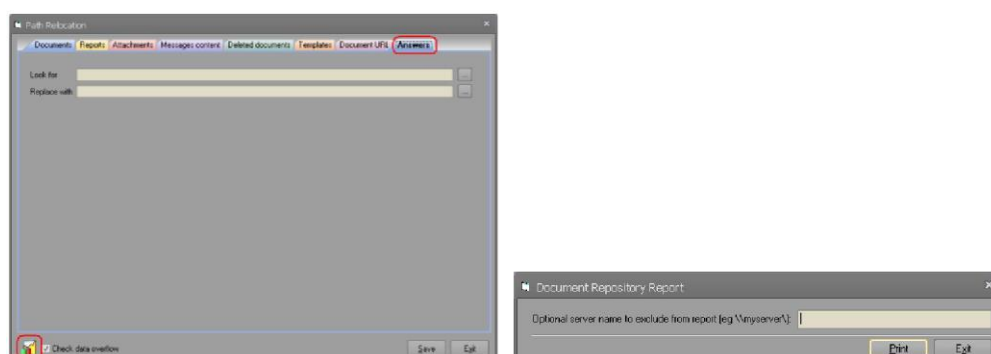 Path Relocation
Documents Reports Attachments Messages content Deleted documents Templates Document URL Answers
Look for
...
Replace with
...
Check data overflow
Save Exit
Document Repository Report
Optional server name to exclude from report (eg \\myserver\):
Print Exit